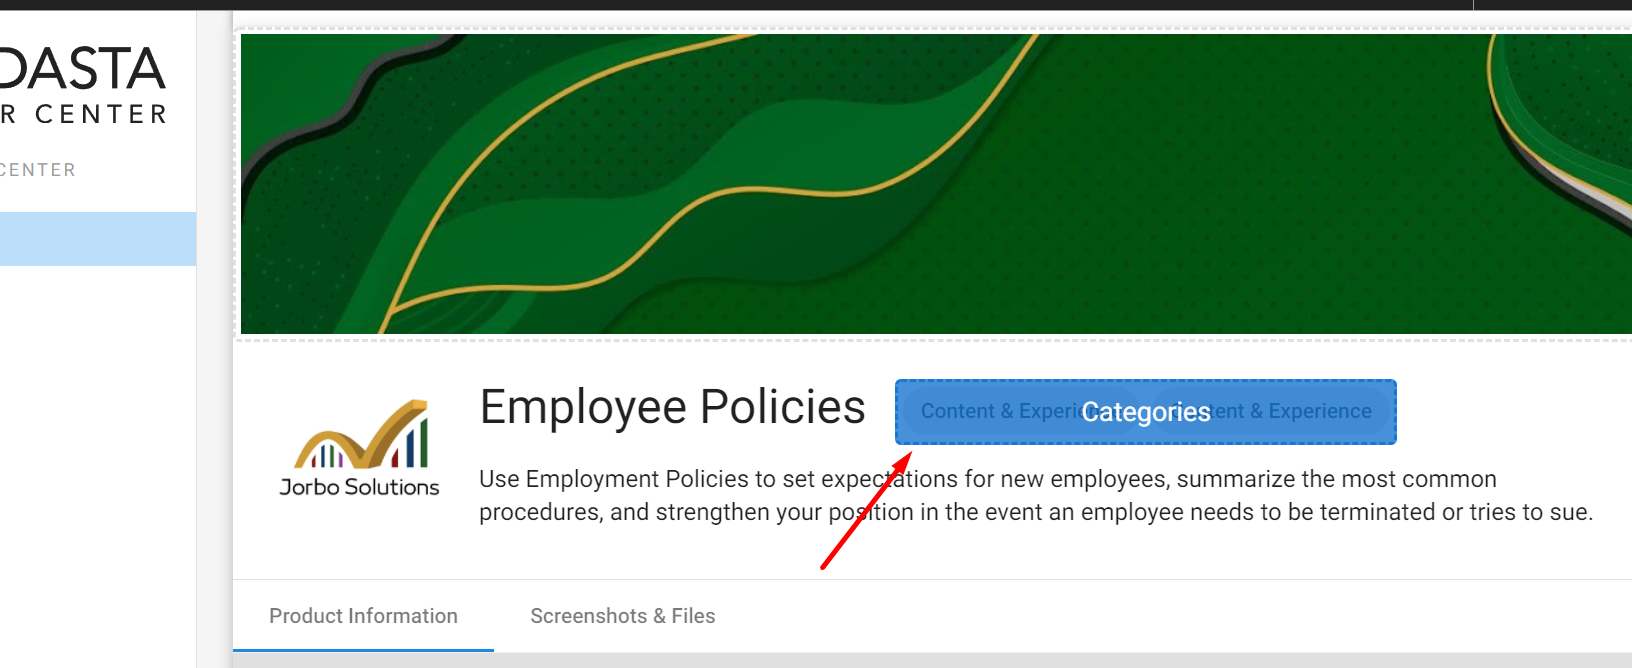 DASTA
R CENTER
CENTER
Employee Policies
Categories
Content & Experience
Jorbo Solutions
Use Employment Policies to set expectations for new employees, summarize the most common
procedures, and strengthen your position in the event an employee needs to be terminated or tries to sue.
Product Information
Screenshots & Files